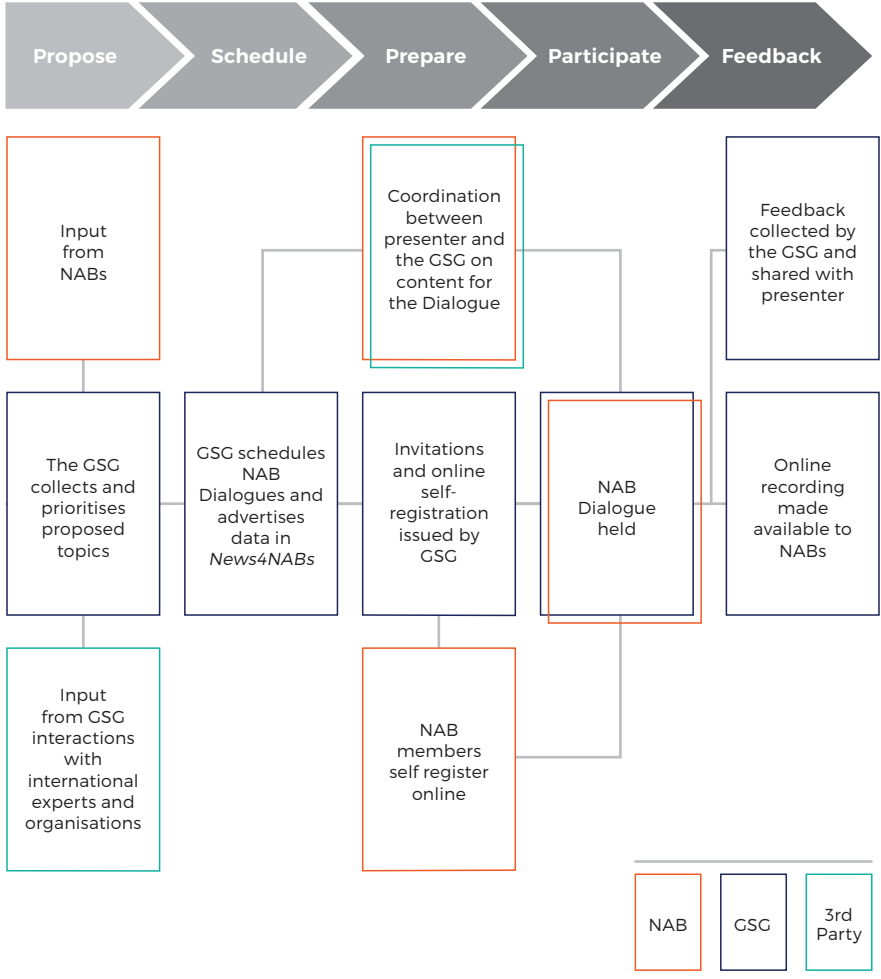 Propose
Schedule
Prepare
Participate
Feedback
Input
from
NABs
Coordination
between
presenter and
the GSG on
content for
the Dialogue
Feedback
collected by
the GSG and
shared with
presenter
The GSG
collects and
prioritises
proposed
topics
GSG schedules
NAB
Dialogues and
advertises
data in
News4NABs
Invitations
and online
self-
registration
issued by
GSG
NAB
Dialogue
held
Online
recording
made
available to
NABs
Input
from GSG
interactions
with
international
experts and
organisations
NAB
members
self register
online
NAB
GSG
3rd
Party